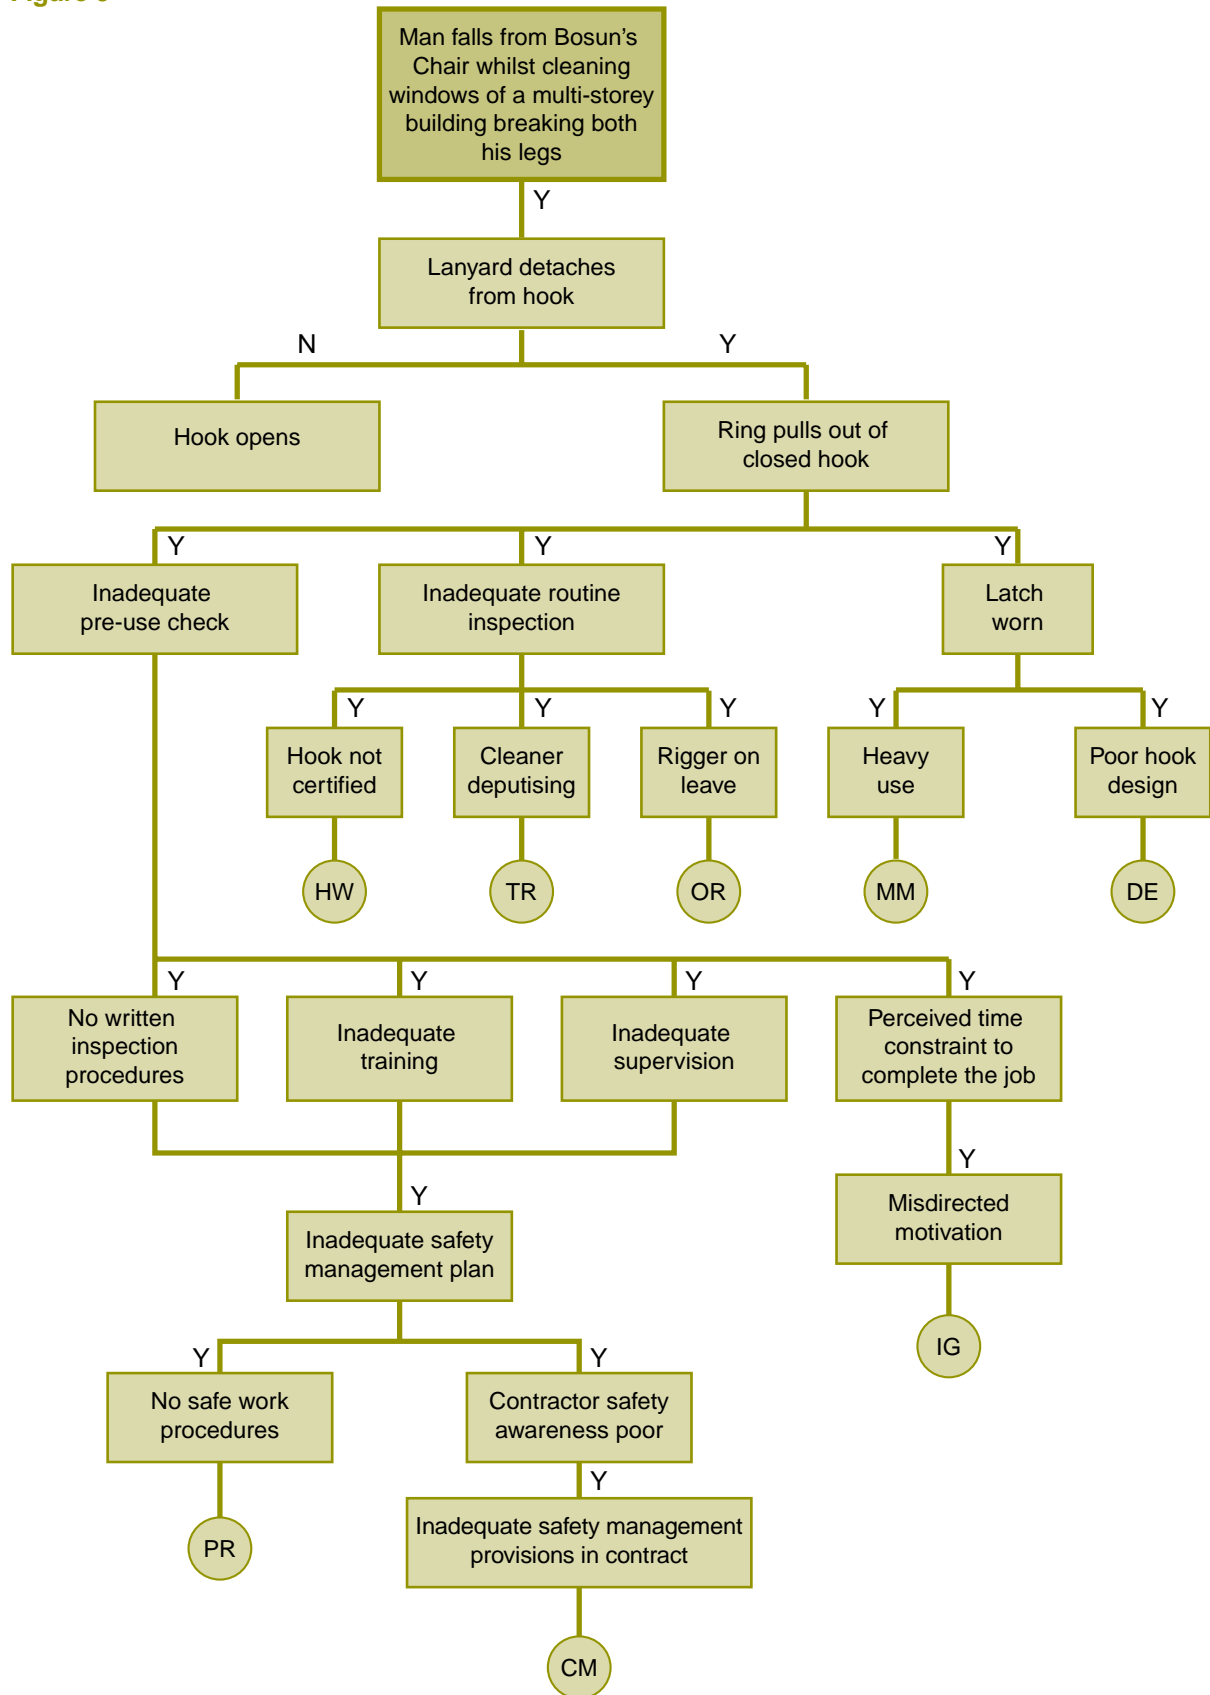 Man falls from Bosun's
Chair whilst cleaning
windows of a multi-storey
building breaking both
his legs
Y
Lanyard detaches
from hook
N
Y
Hook opens
Ring pulls out of
closed hook
Y
Y
Y
Inadequate
pre-use check
Inadequate routine
inspection
Latch
worn
Y
Y
Y
Y
Y
Hook not
certified
Cleaner
deputising
Rigger on
leave
Heavy
use
Poor hook
design
HW
TR
OR
MM
DE
Y
Y
Y
Y
No written
inspection
procedures
Inadequate
training
Inadequate
supervision
Perceived time
constraint to
complete the job
Y
Y
Inadequate safety
management plan
Misdirected
motivation
IG
Y
Y
No safe work
procedures
Contractor safety
awareness poor
Y
PR
Inadequate safety management
provisions in contract
CM